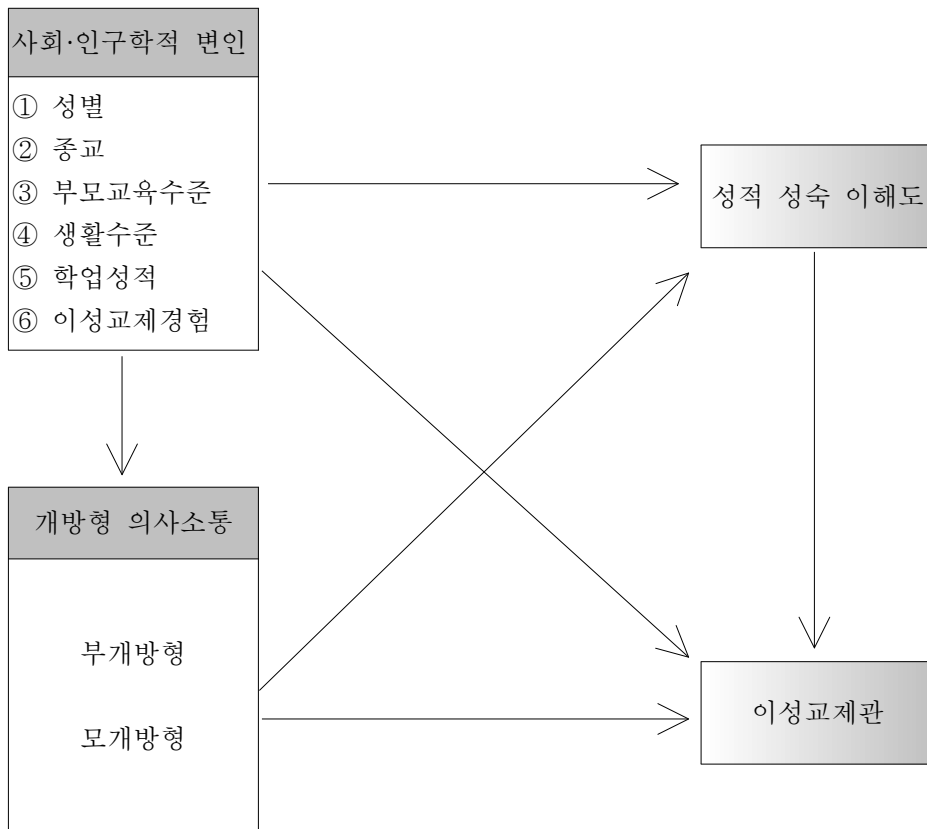 사회·인구학적 변인
① 성별
② 종교
③ 부모교육수준
④ 생활수준
⑤ 학업성적
⑥ 이성교제경험
성적 성숙 이해도
개방형 의사소통
부개방형
모개방형
이성교제관